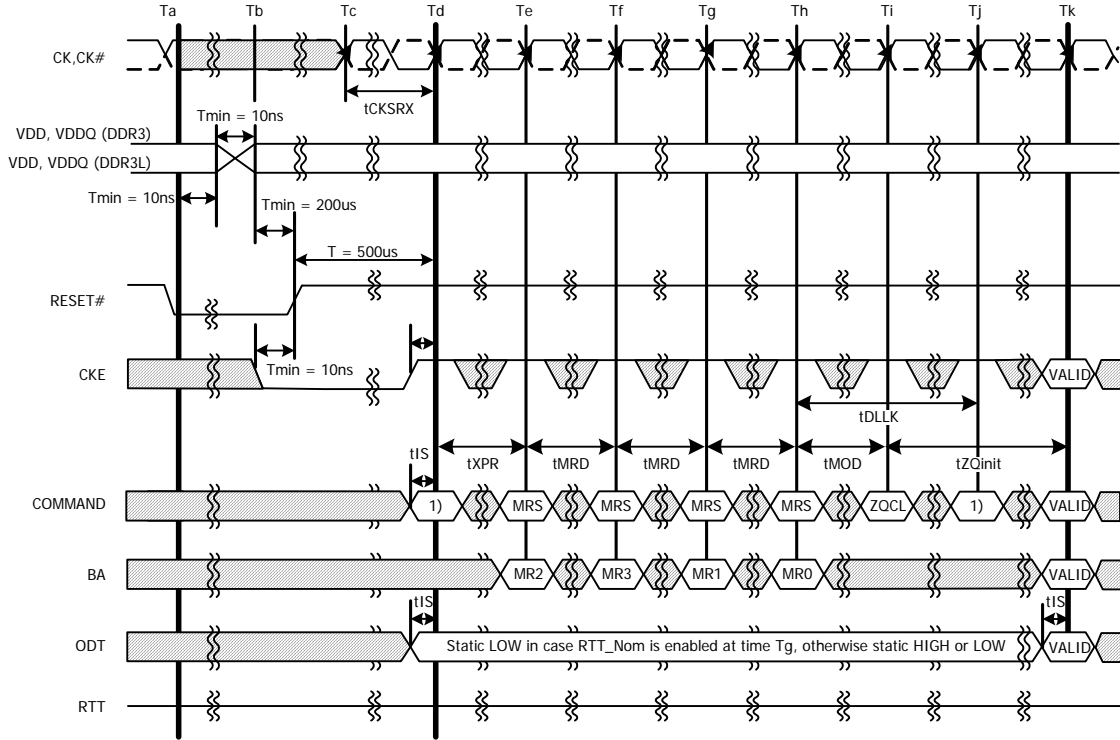 Ta Tb Tc Td Te Tf Tg Th Ti Tj Tk
CK,CK#
tCKSRX
Tmin = 10ns
VDD, VDDQ (DDR3)
VDD, VDDQ (DDR3L)
Tmin = 10ns
Tmin = 200us
T = 500us
RESET#
Tmin = 10ns
CKE
VALID
tDLLK
tIS
tXPR tMRD tMRD tMRD tMOD tZQinit
COMMAND 1) MRS MRS MRS MRS ZQCL 1) VALID
BA MR2 MR3 MR1 MR0 VALID
tIS tIS
ODT Static LOW in case RTT_Nom is enabled at time Tg, otherwise static HIGH or LOW VALID
RTT